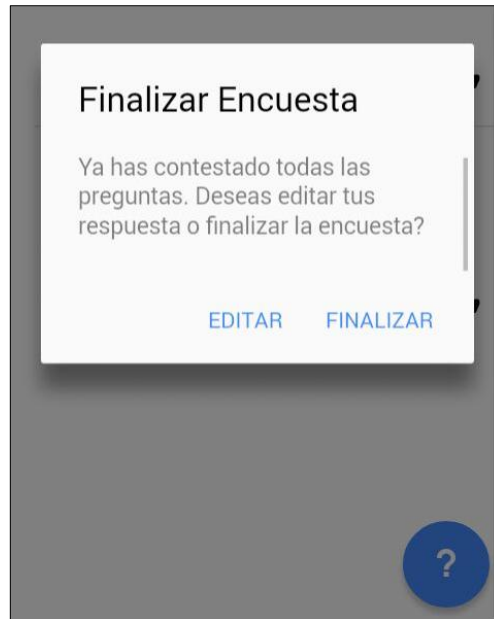 Finalizar Encuesta
Ya has contestado todas las
preguntas. Deseas editar tus
respuesta o finalizar la encuesta?
EDITAR FINALIZAR
?